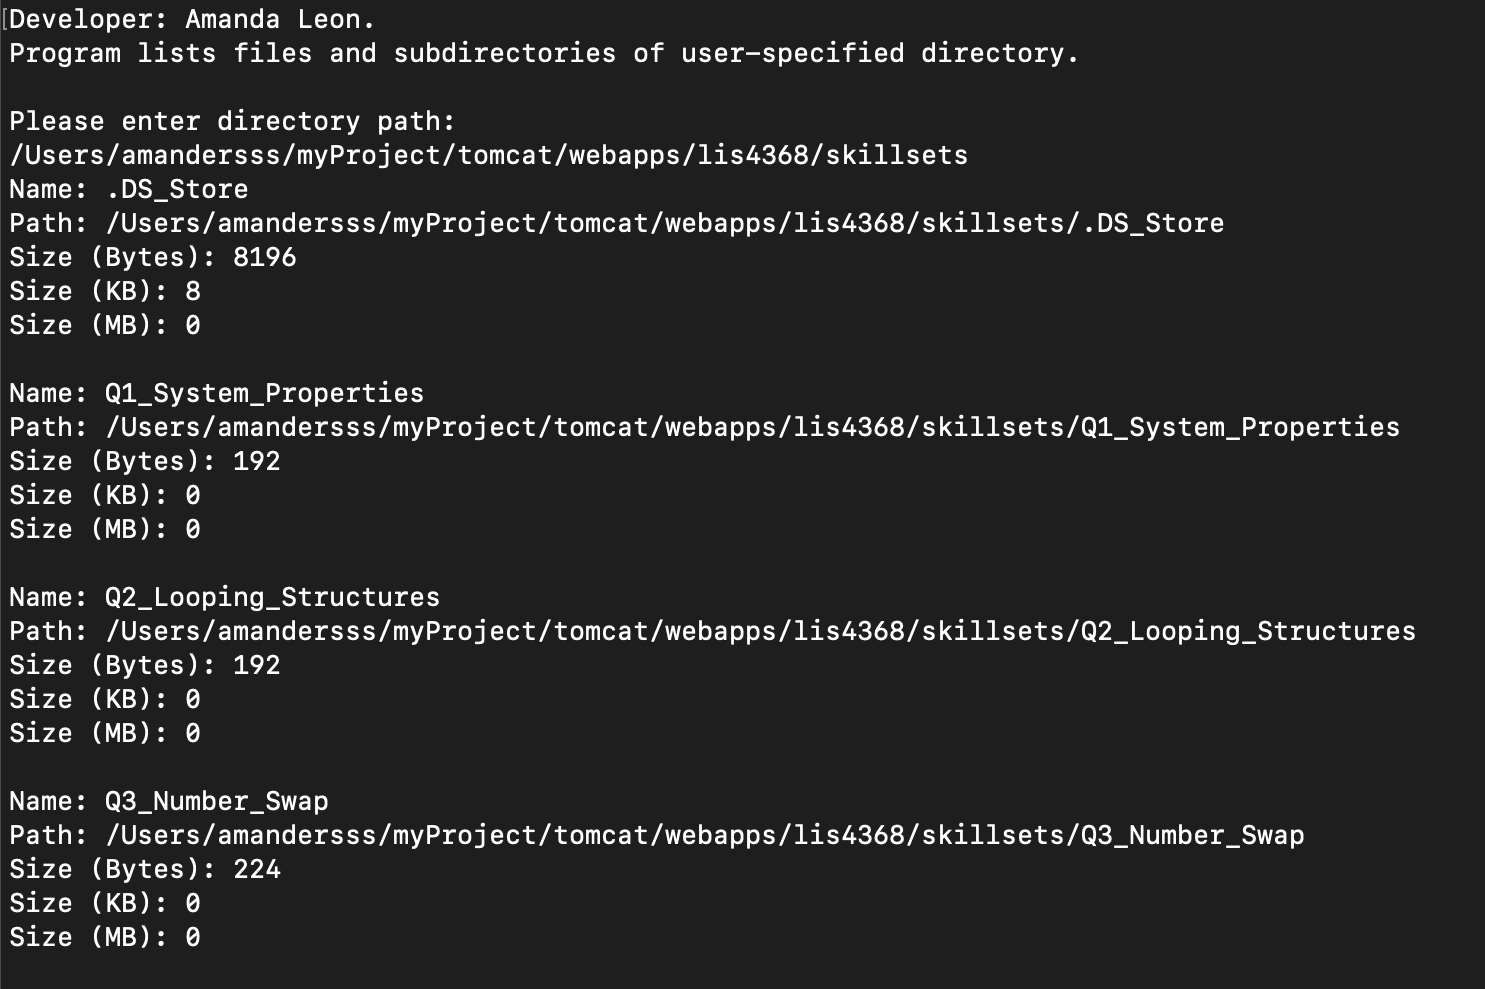 Developer: Amanda Leon.
Program lists files and subdirectories of user-specified directory.
Please enter directory path:
/Users/amandersss/myProject/tomcat/webapps/lis4368/skillsets
Name: .DS_Store
Path: /Users/amandersss/myProject/tomcat/webapps/lis4368/skillsets/.DS_Store
Size (Bytes): 8196
Size (KB): 8
Size (MB): 0
Name: Q1_System_Properties
Path: /Users/amandersss/myProject/tomcat/webapps/lis4368/skillsets/Q1_System_Properties
Size (Bytes): 192
Size (KB): 0
Size (MB): 0
Name: Q2_Looping_Structures
Path: /Users/amandersss/myProject/tomcat/webapps/lis4368/skillsets/Q2_Looping_Structures
Size (Bytes): 192
Size (KB): 0
Size (MB): 0
Name: Q3_Number_Swap
Path: /Users/amandersss/myProject/tomcat/webapps/lis4368/skillsets/Q3_Number_Swap
Size (Bytes): 224
Size (KB): 0
Size (MB): 0